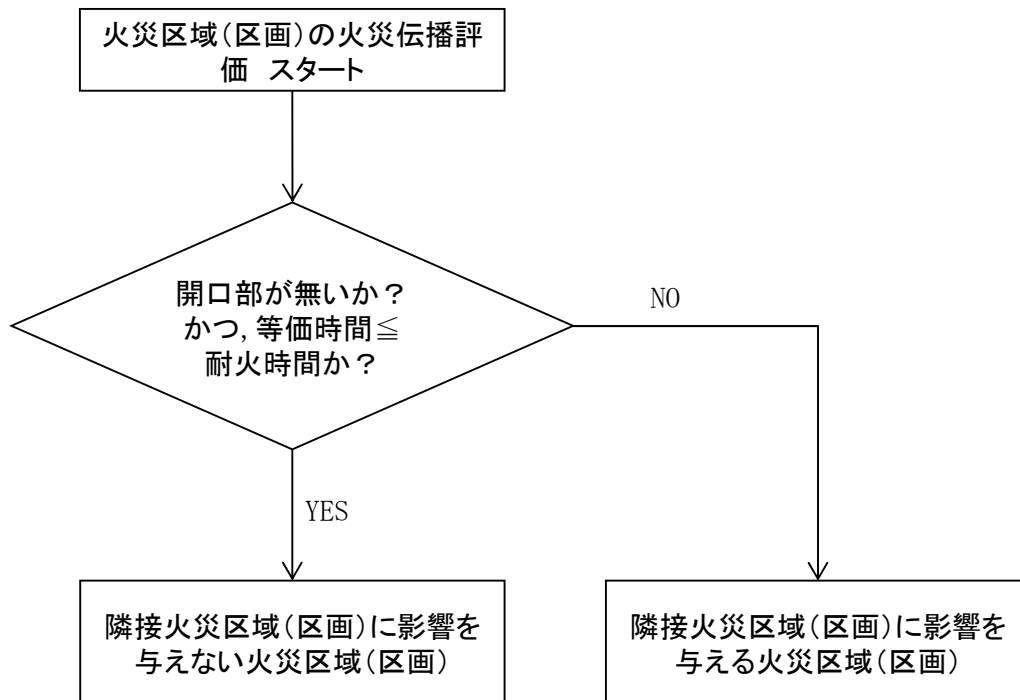 火災区域（区画）の火災伝播評
価　スタート
開口部が無いか？
かつ，等価時間≦
耐火時間か？
NO
YES
隣接火災区域（区画）に影響を
与えない火災区域（区画）
隣接火災区域（区画）に影響を
与える火災区域（区画）